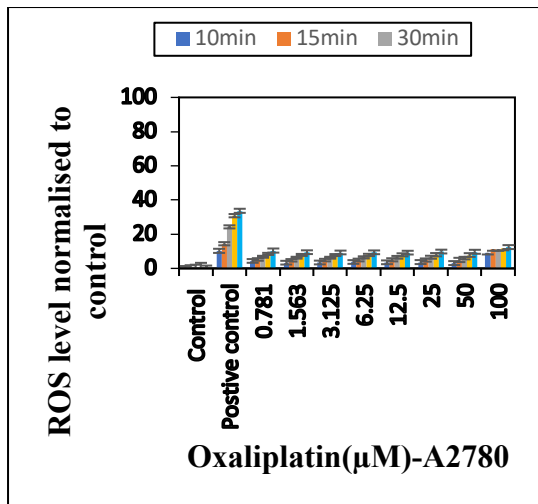 10min 15min 30min
ROS level normalised to
control
100
80
60
40
20
0
Control
Postive control
0.781
1.563
3.125
6.25
12.5
25
50
100
Oxaliplatin(μM)-A2780